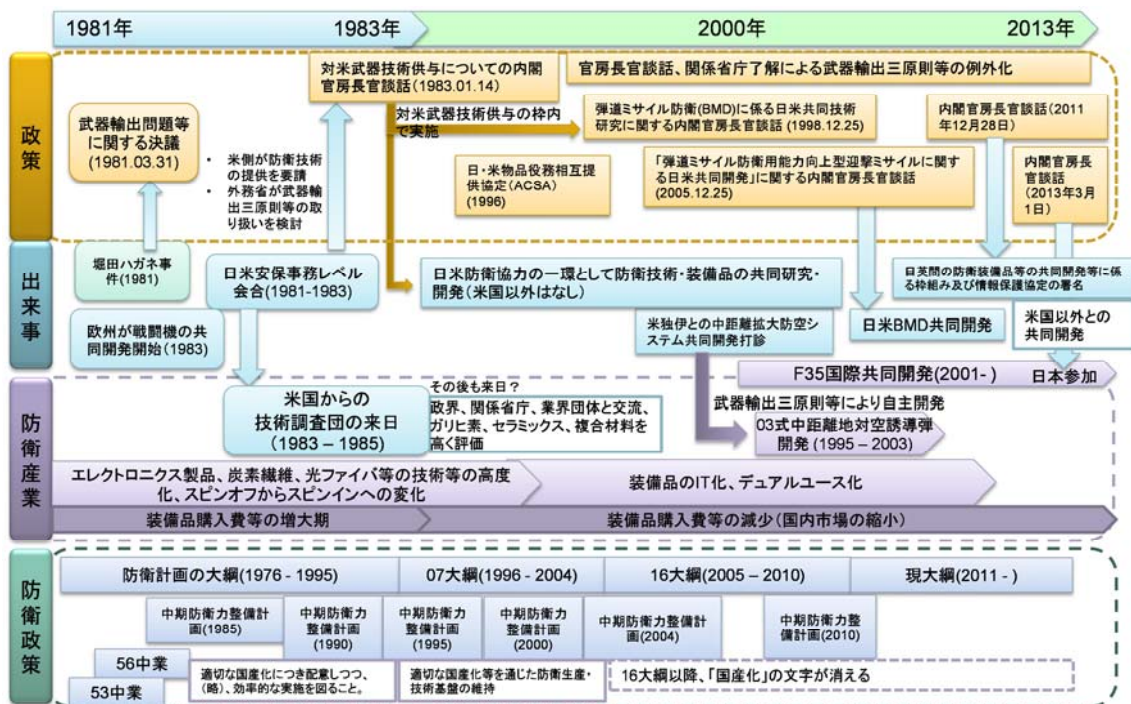 1981年
1983年
2000年
2013年
政策
対米武器技術供与についての内閣
官房長官談話(1983.01.14)
官房長官談話、関係省庁了解による武器輸出三原則等の例外化
武器輸出問題等
に関する決議
(1981.03.31)
対米武器技術供与の枠内
で実施
弾道ミサイル防衛(BMD)に係る日米共同技術
研究に関する内閣官房長官談話 (1998.12.25)
内閣官房長官談話(2011
年12月28日)
• 米側が防衛技術
の提供を要請
• 外務省が武器輸
出三原則等の取
り扱いを検討
日・米物品役務相互提
供協定(ACSA)
(1996)
「弾道ミサイル防衛用能力向上型迎撃ミサイルに関す
る日米共同開発」に関する内閣官房長官談話
(2005.12.25)
内閣官房長
官談話
(2013年3月
1日)
出来事
堀田ハガネ事
件(1981)
日米安保事務レベル
会合(1981-1983)
日米防衛協力の一環として防衛技術・装備品の共同研究・
開発(米国以外はなし)
日英間の防衛装備品等の共同開発等に係
る枠組み及び情報保護協定の署名
欧州が戦闘機の共
同開発開始(1983)
米独伊との中距離拡大防空シ
ステム共同開発打診
日米BMD共同開発
米国以外との
共同開発
防衛産業
F35国際共同開発(2001- )
日本参加
米国からの
技術調査団の来日
(1983 – 1985)
その後も来日?
政界、関係省庁、業界団体と交流、
ガリヒ素、セラミックス、複合材料を
高く評価
武器輸出三原則等により自主開発
03式中距離地対空誘導弾
開発 (1995 – 2003)
エレクトロニクス製品、炭素繊維、光ファイバ等の技術等の高度
化、スピンオフからスピンインへの変化
装備品のIT化、デュアルユース化
装備品購入費等の増大期
装備品購入費等の減少(国内市場の縮小)
防衛政策
防衛計画の大綱(1976 - 1995)
07大綱(1996 - 2004)
16大綱(2005 – 2010)
現大綱(2011 - )
中期防衛力整備計
画(1985)
中期防衛力
整備計画
(1990)
中期防衛力
整備計画
(1995)
中期防衛力
整備計画
(2000)
中期防衛力整備計
画(2004)
中期防衛力整
備計画(2010)
56中業
53中業
適切な国産化につき配意しつつ、
(略)、効率的な実施を図ること。
適切な国産化等を通じた防衛生産・
技術基盤の維持
16大綱以降、「国産化」の文字が消える